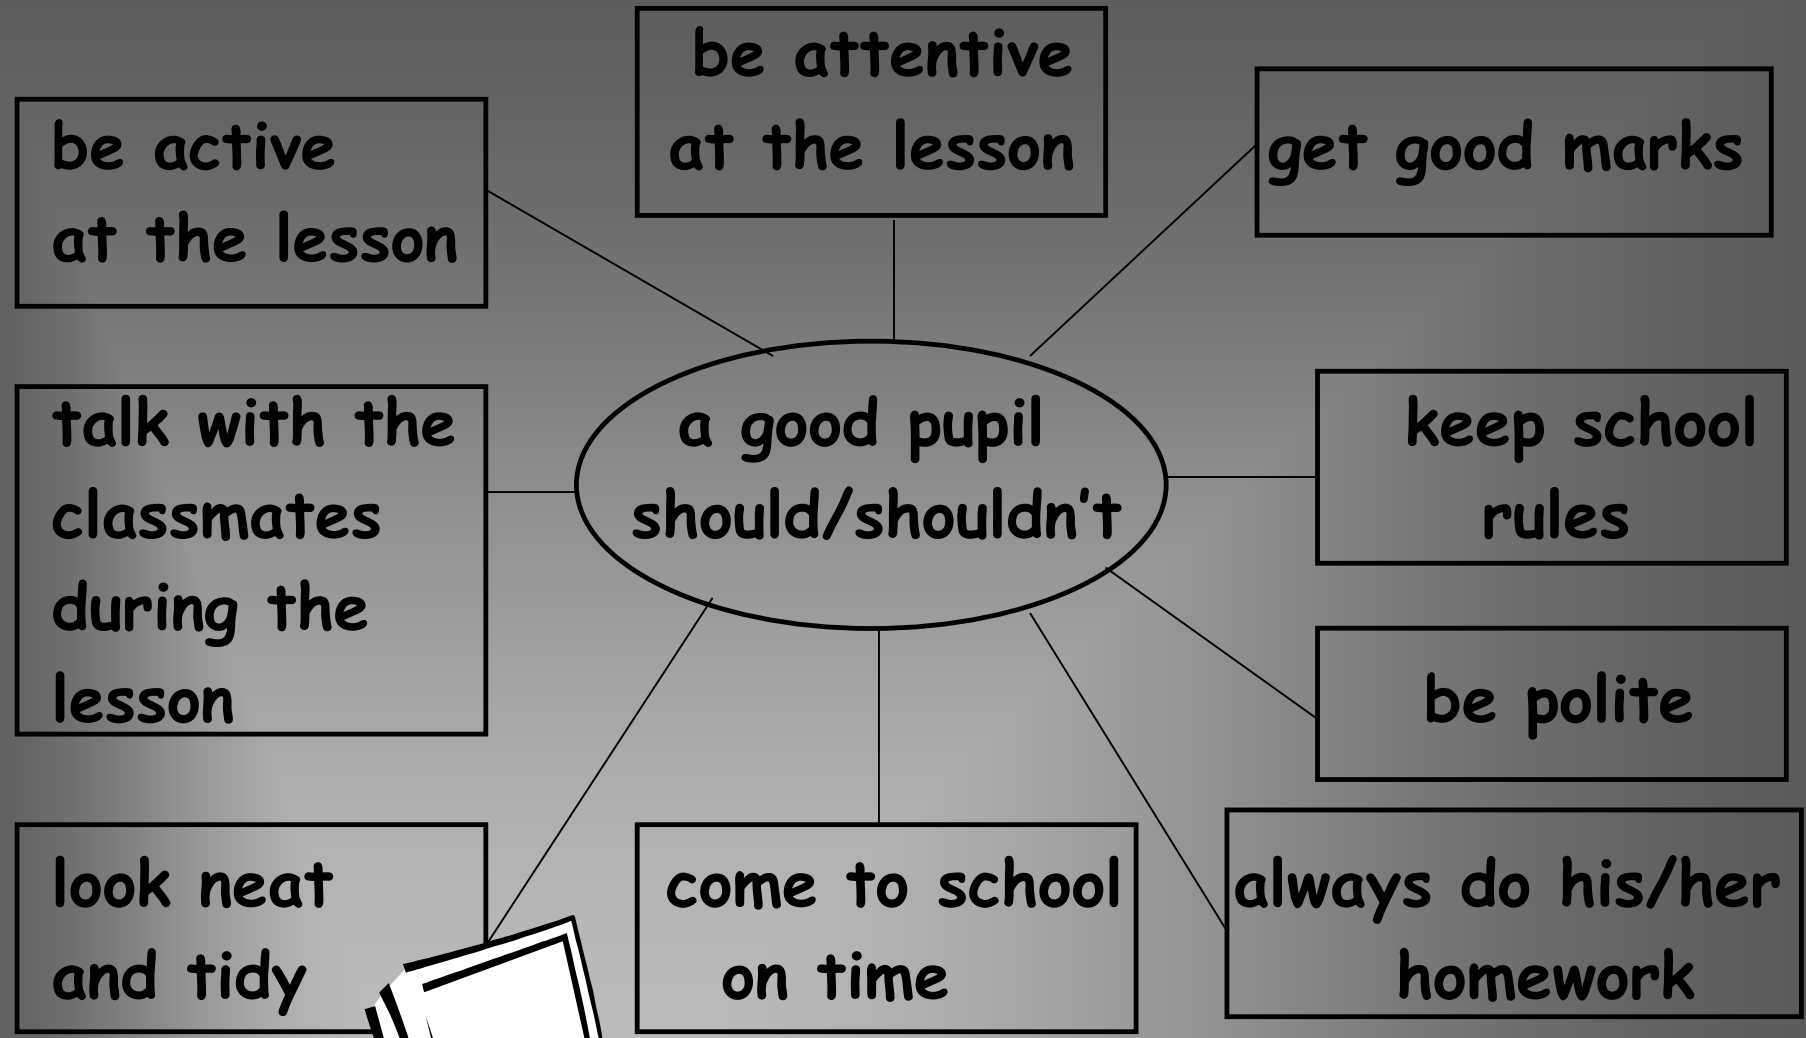 be attentive
at the lesson
be active
at the lesson
get good marks
talk with the
classmates
during the
lesson
a good pupil
should/shouldn't
keep school
rules
be polite
look neat
and tidy
come to school
on time
always do his/her
homework